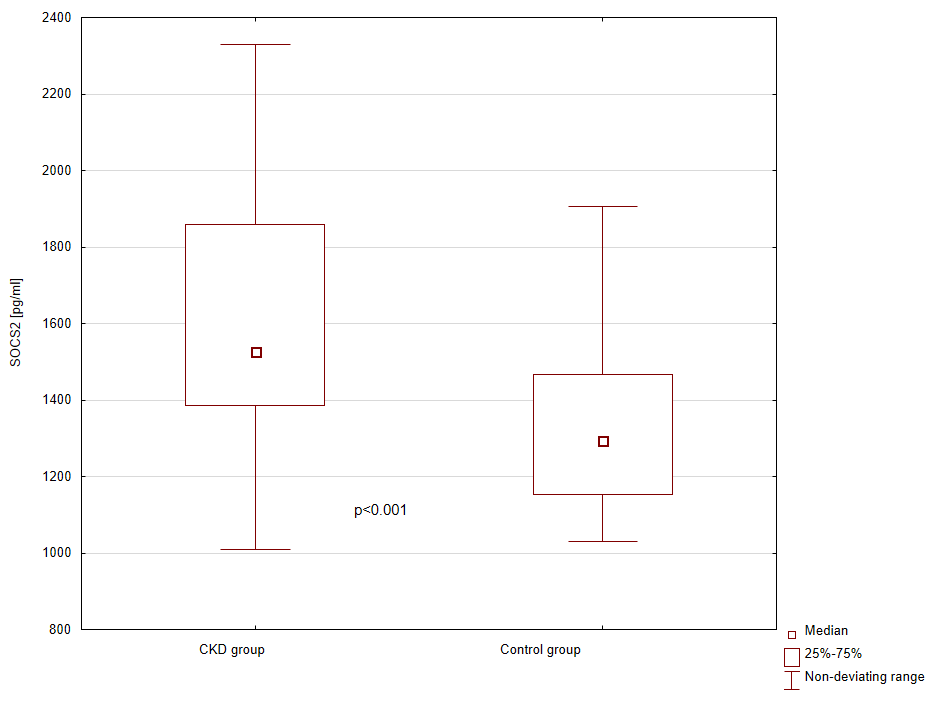 2400
2200
2000
1800
1600
1400
1200
1000
800
SOCS2 [pg/ml]
p<0.001
CKD group
Control group
Median
25%-75%
Non-deviating range